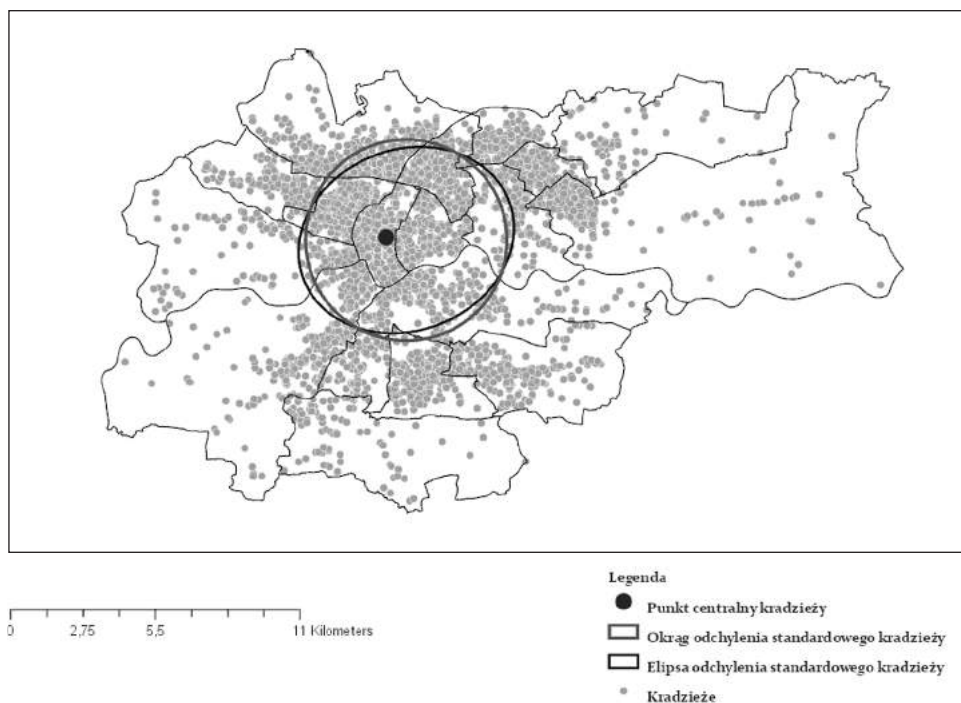 0 2,75 5,5 11 Kilometers
Legenda
Punkt centralny kradzieży
Okrąg odchylenia standardowego kradzieży
Elipsa odchylenia standardowego kradzieży
Kradzieże